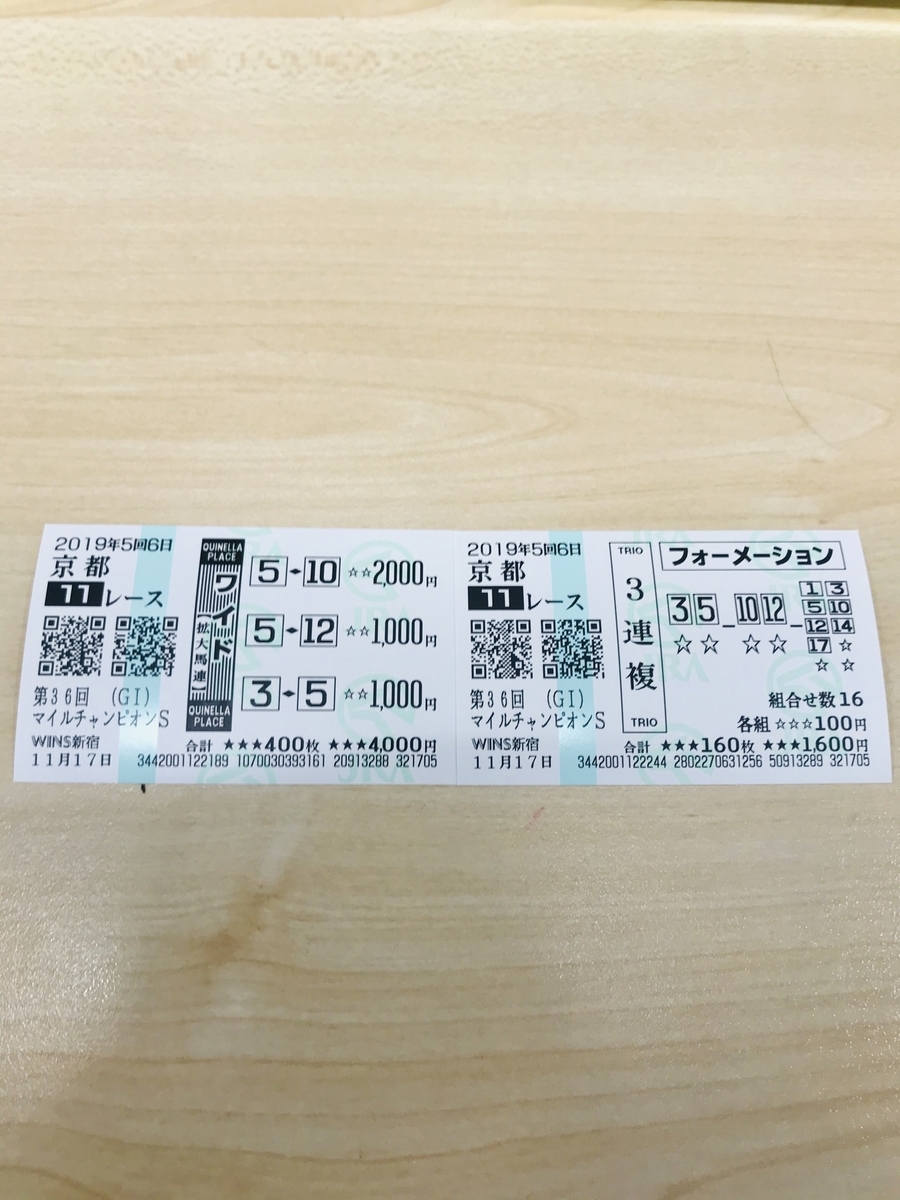 2019年5回6日
京都
11レース
第36回 (GI)
マイルチャンピオンS
WINS新宿
11月17日
QUINELLA PLACE
ワイド
【拡大馬連】
QUINELLA PLACE
5-10 ☆☆2,000円
5-12 ☆☆1,000円
3-5 ☆☆1,000円
合計 ★★★400枚 ★★★4,000円
3442001122189 1070030393161 20913288 321705
2019年5回6日
京都
11レース
第36回 (GI)
マイルチャンピオンS
WINS新宿
11月17日
TRIO
3連複
TRIO
フォーメーション
3 5 - 10 12 - 1 3
5 10
12 14
17 ☆
☆☆ ☆☆ ☆ ☆
組合せ数16
各組 ☆☆☆100円
合計 ★★★160枚 ★★★1,600円
3442001122244 2802270631256 50913289 321705
JRA